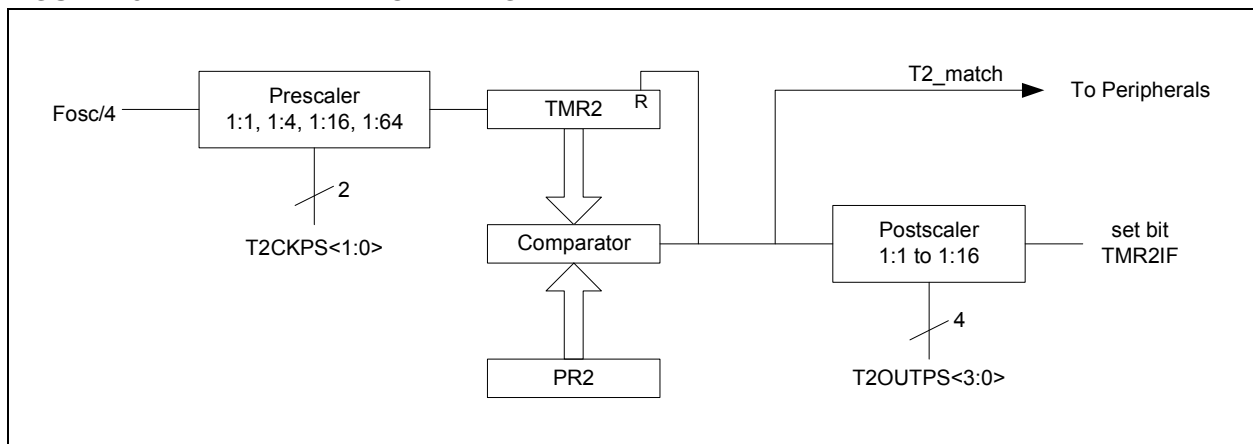 T2_match
To Peripherals
Fosc/4
Prescaler
1:1, 1:4, 1:16, 1:64
TMR2
R
2
T2CKPS<1:0>
Comparator
Postscaler
1:1 to 1:16
set bit
TMR2IF
4
PR2
T2OUTPS<3:0>